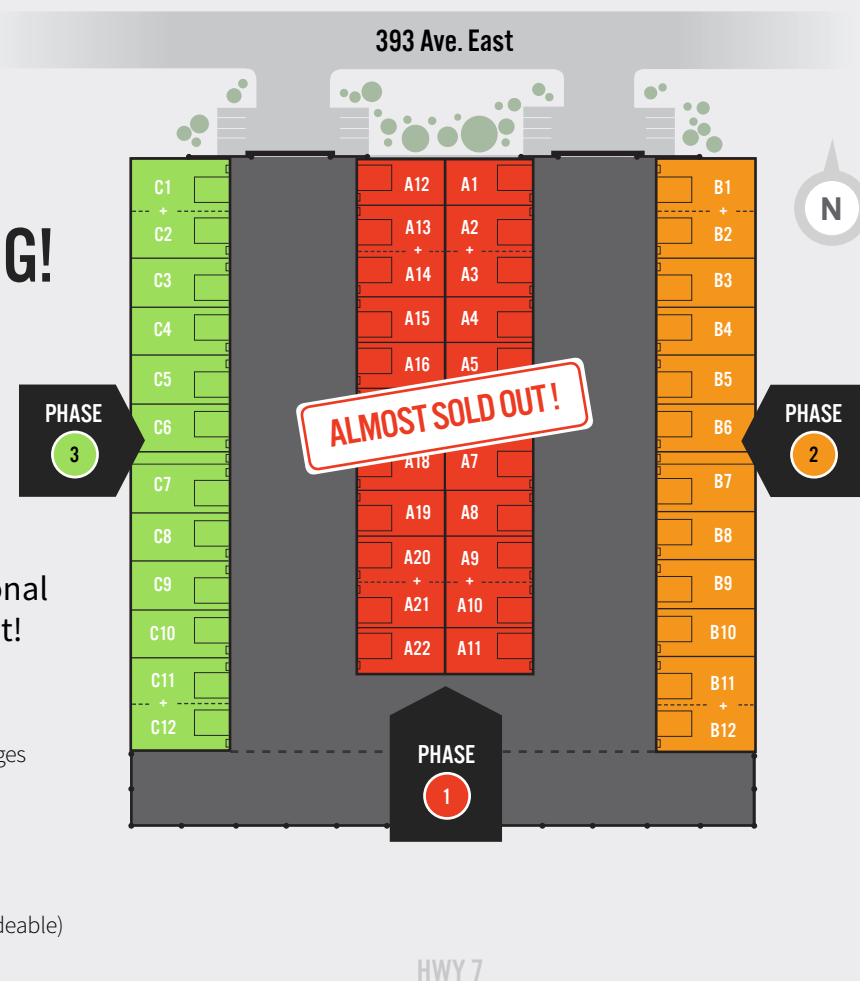 393 Ave. East
N
G!
C1
+
C2
C3
C4
C5
C6
C7
C8
C9
C10
C11
+
C12
A12 A1
A13 A2
+ +
A14 A3
A15 A4
A16 A5
ALMOST SOLD OUT!
A18 A7
A19 A8
A20 A9
+ +
A21 A10
A22 A11
B1
+
B2
B3
B4
B5
B6
B7
B8
B9
B10
B11
+
B12
PHASE
3
PHASE
2
PHASE
1
onal
t!
ges
deable)
HWY 7